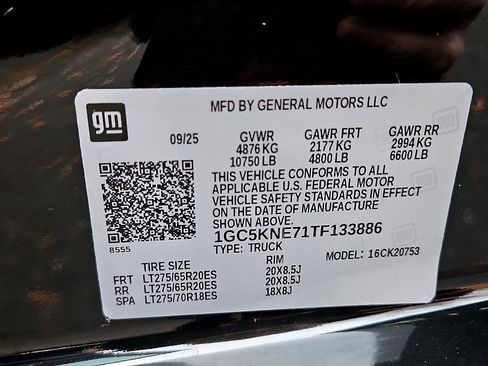 gm
MFD BY GENERAL MOTORS LLC
09/25 GVWR GAWR FRT GAWR RR
4876 KG 2177 KG 2994 KG
10750 LB 4800 LB 6600 LB
THIS VEHICLE CONFORMS TO ALL
APPLICABLE U.S. FEDERAL MOTOR
VEHICLE SAFETY STANDARDS IN EFFECT
ON THE DATE OF MANUFACTURE
SHOWN ABOVE.
1GC5KNE71TF133886
8555 TYPE: TRUCK MODEL: 16CK20753
TIRE SIZE RIM
FRT LT275/65R20ES 20X8.5J
RR LT275/65R20ES 20X8.5J
SPA LT275/70R18ES 18X8J